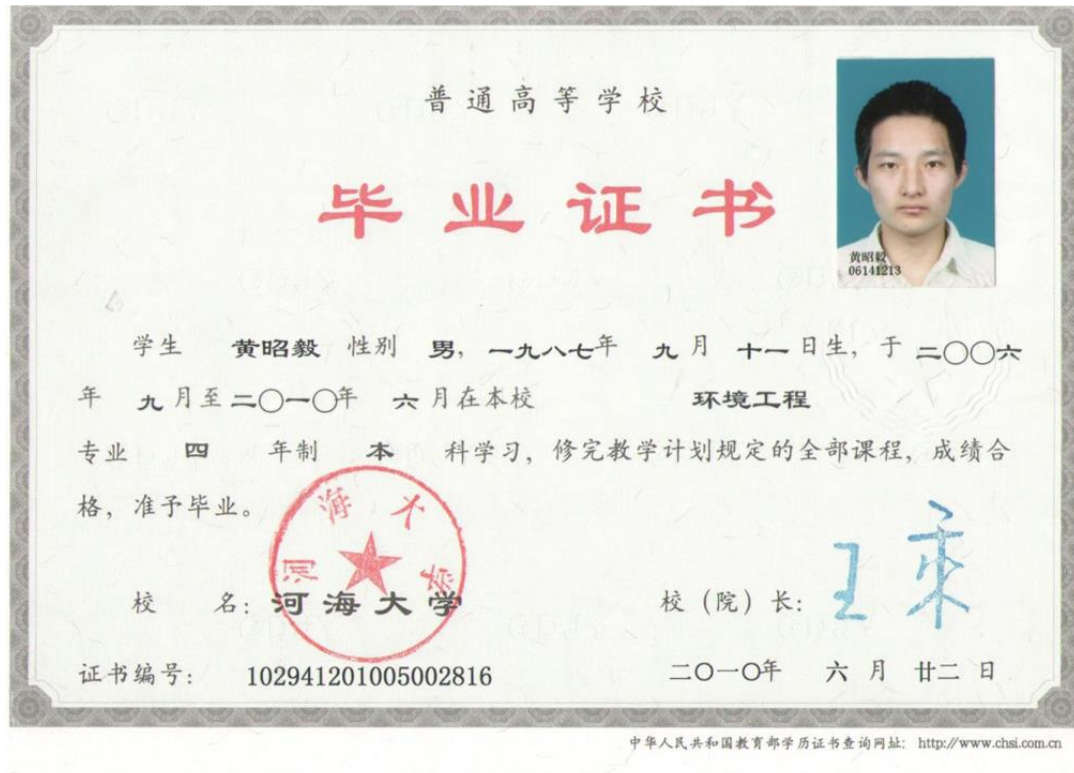 普通高等学校
毕业证书
黄昭毅
06141213
学生 黄昭毅 性别 男, 一九八七年 九月 十一日生, 于 二〇〇六
年 九月至二〇一〇年 六月在本校 环境工程
专业 四 年制 本 科学习, 修完教学计划规定的全部课程, 成绩合
格, 准予毕业。
河海大学
校 名: 河海大学
校（院）长:
证书编号: 102941201005002816
二〇一〇年 六月 廿二日
中华人民共和国教育部学历证书查询网址: http://www.chsi.com.cn